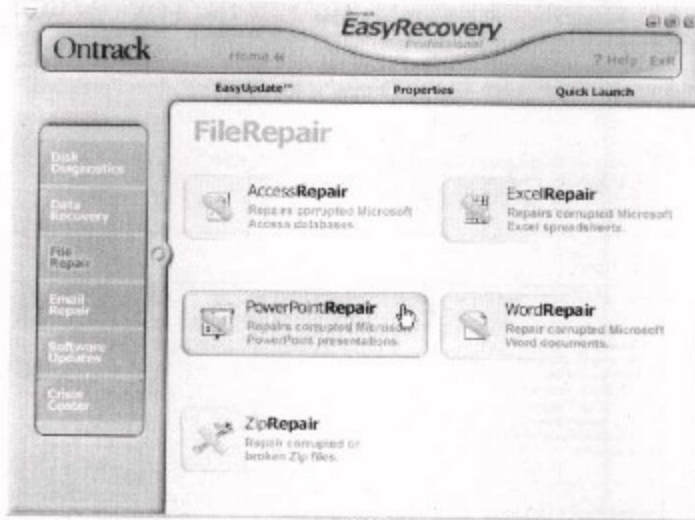 EasyRecovery
Professional
Ontrack
Home
? Help Exit
EasyUpdate™ Properties Quick Launch
FileRepair
Disk
Diagnostics
Data
Recovery
File
Repair
Email
Repair
Software
Updates
Crisis
Center
AccessRepair
Repairs corrupted Microsoft
Access databases.
ExcelRepair
Repairs corrupted Microsoft
Excel spreadsheets.
PowerPointRepair
Repairs corrupted Microsoft
PowerPoint presentations.
WordRepair
Repair corrupted Microsoft
Word documents.
ZipRepair
Repair corrupted or
broken Zip files.